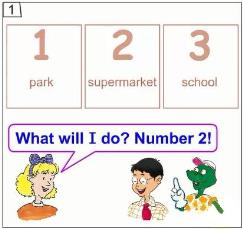 1
1 2 3
park supermarket school
What will I do? Number 2!